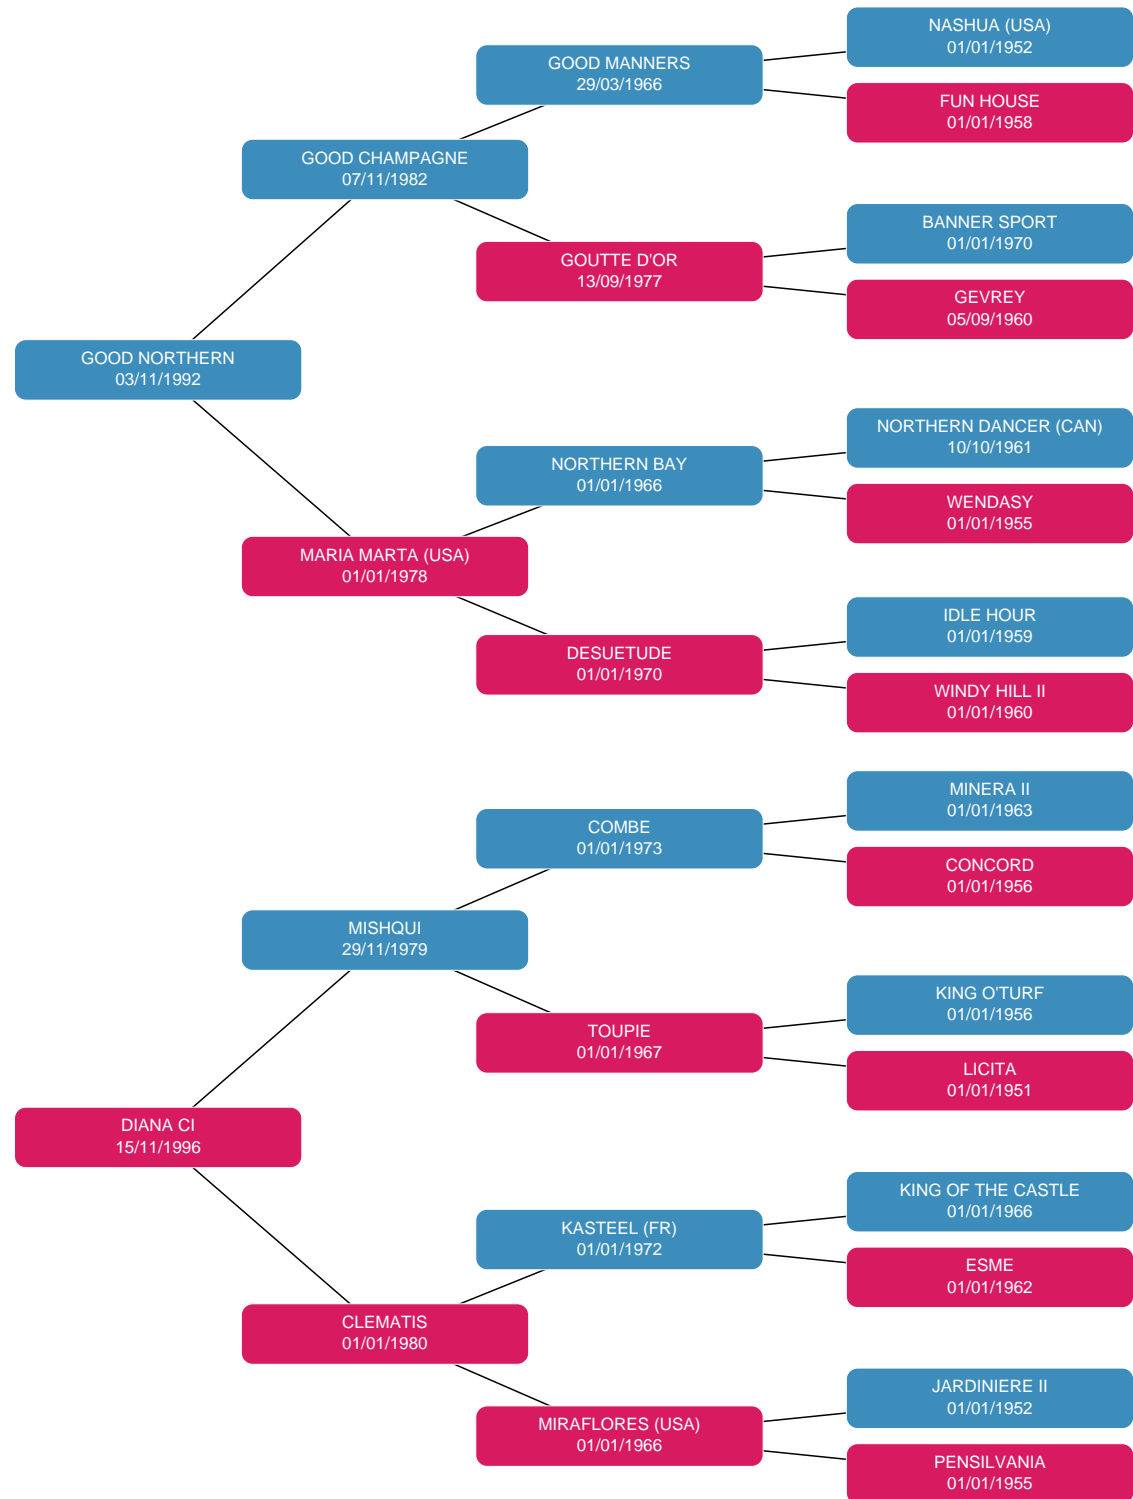 NASHUA (USA)
01/01/1952
GOOD MANNERS
29/03/1966
FUN HOUSE
01/01/1958
GOOD CHAMPAGNE
07/11/1982
BANNER SPORT
01/01/1970
GOUTTE D'OR
13/09/1977
GEVREY
05/09/1960
GOOD NORTHERN
03/11/1992
NORTHERN DANCER (CAN)
10/10/1961
NORTHERN BAY
01/01/1966
WENDASY
01/01/1955
MARIA MARTA (USA)
01/01/1978
IDLE HOUR
01/01/1959
DESUETUDE
01/01/1970
WINDY HILL II
01/01/1960
MINERA II
01/01/1963
COMBE
01/01/1973
CONCORD
01/01/1956
MISHQUI
29/11/1979
KING O'TURF
01/01/1956
TOUPIE
01/01/1967
LICITA
01/01/1951
DIANA CI
15/11/1996
KING OF THE CASTLE
01/01/1966
KASTEEL (FR)
01/01/1972
ESME
01/01/1962
CLEMATIS
01/01/1980
JARDINIERE II
01/01/1952
MIRAFLORES (USA)
01/01/1966
PENSILVANIA
01/01/1955